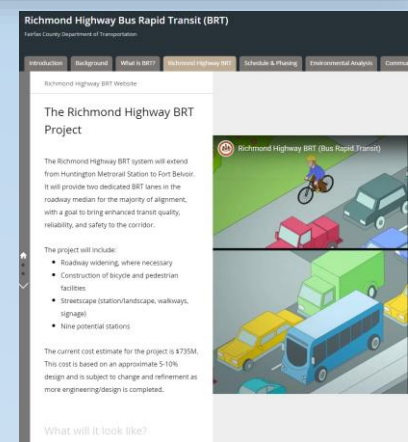 Richmond Highway Bus Rapid Transit (BRT)
Fairfax County Department of Transportation
Introduction Background What is BRT? Richmond Highway BRT Schedule & Phasing Environmental Analysis Commu
Richmond Highway BRT Website
The Richmond Highway BRT
Project
The Richmond Highway BRT system will extend
from Huntington Metrorail Station to Fort Belvoir.
It will provide two dedicated BRT lanes in the
roadway median for the majority of alignment,
with a goal to bring enhanced transit quality,
reliability, and safety to the corridor.
The project will include:
● Roadway widening, where necessary
● Construction of bicycle and pedestrian
facilities
● Streetscape (station/landscape, walkways,
signage)
● Nine potential stations
The current cost estimate for the project is $735M.
This cost is based on an approximate 5-10%
design and is subject to change and refinement as
more engineering/design is completed.
What will it look like?
Richmond Highway BRT (Bus Rapid Transit)